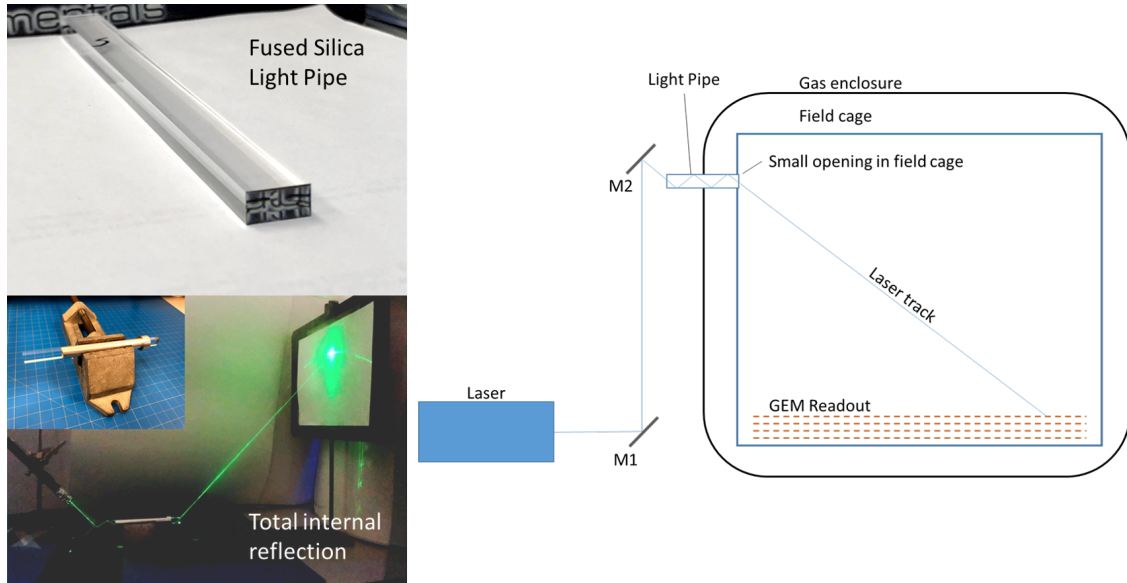 mentals
Fused Silica
Light Pipe
Total internal
reflection
Gas enclosure
Light Pipe
Field cage
Small opening in field cage
M2
Laser track
GEM Readout
Laser
M1